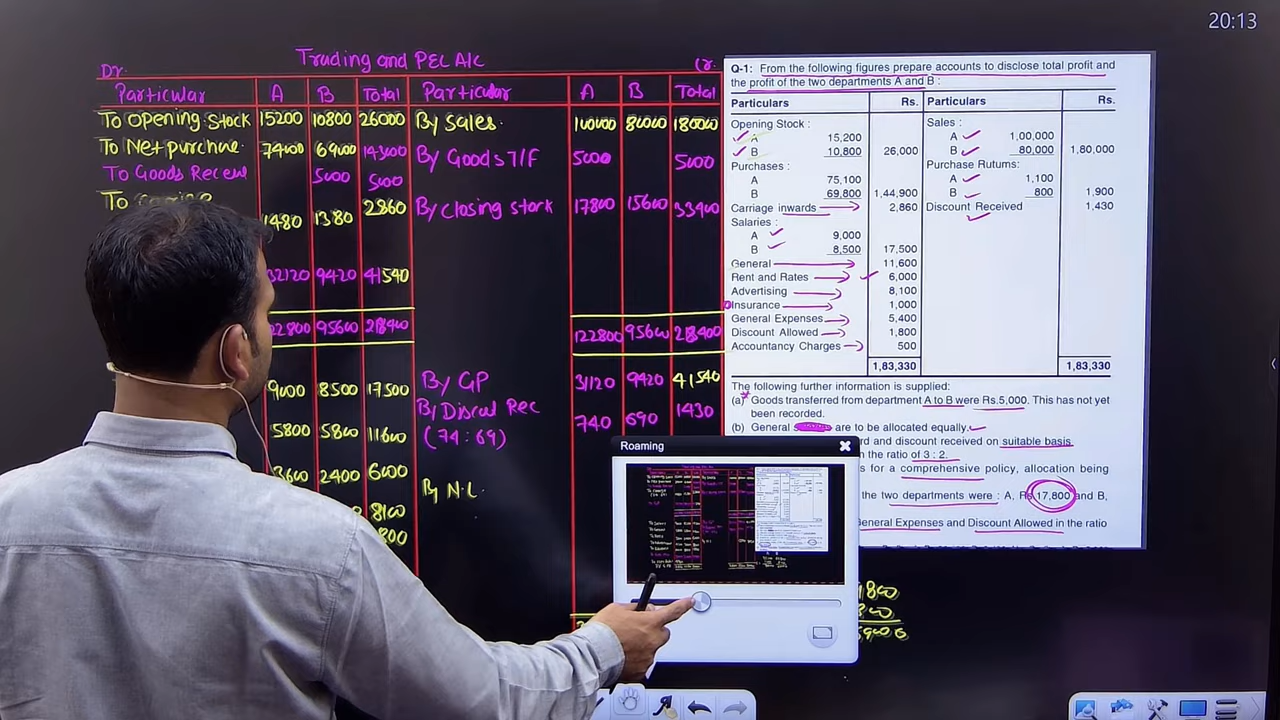 20:13
Trading and P&L A/c
Dr. Cr.
Particular A B Total Particular A B Total
To Opening Stock 15200 10800 26000 By Sales. 100000 80000 180000
To Net purchase. 74000 69000 143000 By Goods T/F 5000 5000
To Goods Receive 5000 5000
1480 1380 2860 By Closing Stock 17800 15600 33400
32120 9420 41540
22800 95600 218400 122800 95600 218400
9000 8500 17500 By GP 31120 9420 41540
By Discut Rec 740 690 1430
5800 5800 11600 (74:69)
3600 2400 6000
By N.L.
8100
800
Q-1: From the following figures prepare accounts to disclose total profit and
the profit of the two departments A and B :
Particulars Rs. Particulars Rs.
Opening Stock : Sales :
A 15,200 A 1,00,000
B 10,800 26,000 B 80,000 1,80,000
Purchases : Purchase Ruturns:
A 75,100 A 1,100
B 69,800 1,44,900 B 800 1,900
Carriage inwards 2,860 Discount Received 1,430
Salaries :
A 9,000
B 8,500 17,500
General 11,600
Rent and Rates 6,000
Advertising 8,100
Insurance 1,000
General Expenses 5,400
Discount Allowed 1,800
Accountancy Charges 500
1,83,330 1,83,330
The following further information is supplied:
(a) Goods transferred from department A to B were Rs.5,000. This has not yet
been recorded.
(b) General are to be allocated equally.
rd and discount received on suitable basis.
n the ratio of 3 : 2.
s for a comprehensive policy, allocation being
the two departments were : A, Rs 17,800 and B,
General Expenses and Discount Allowed in the ratio
Roaming